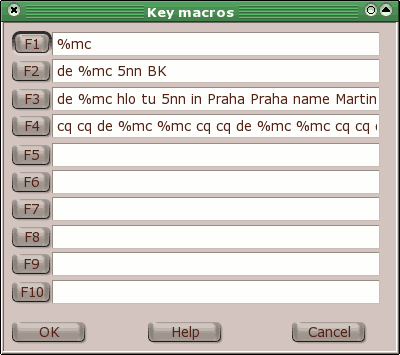 Key macros
F1 %mc
F2 de %mc 5nn BK
F3 de %mc hlo tu 5nn in Praha Praha name Martin
F4 cq cq de %mc %mc cq cq de %mc %mc cq cq
F5
F6
F7
F8
F9
F10
OK Help Cancel